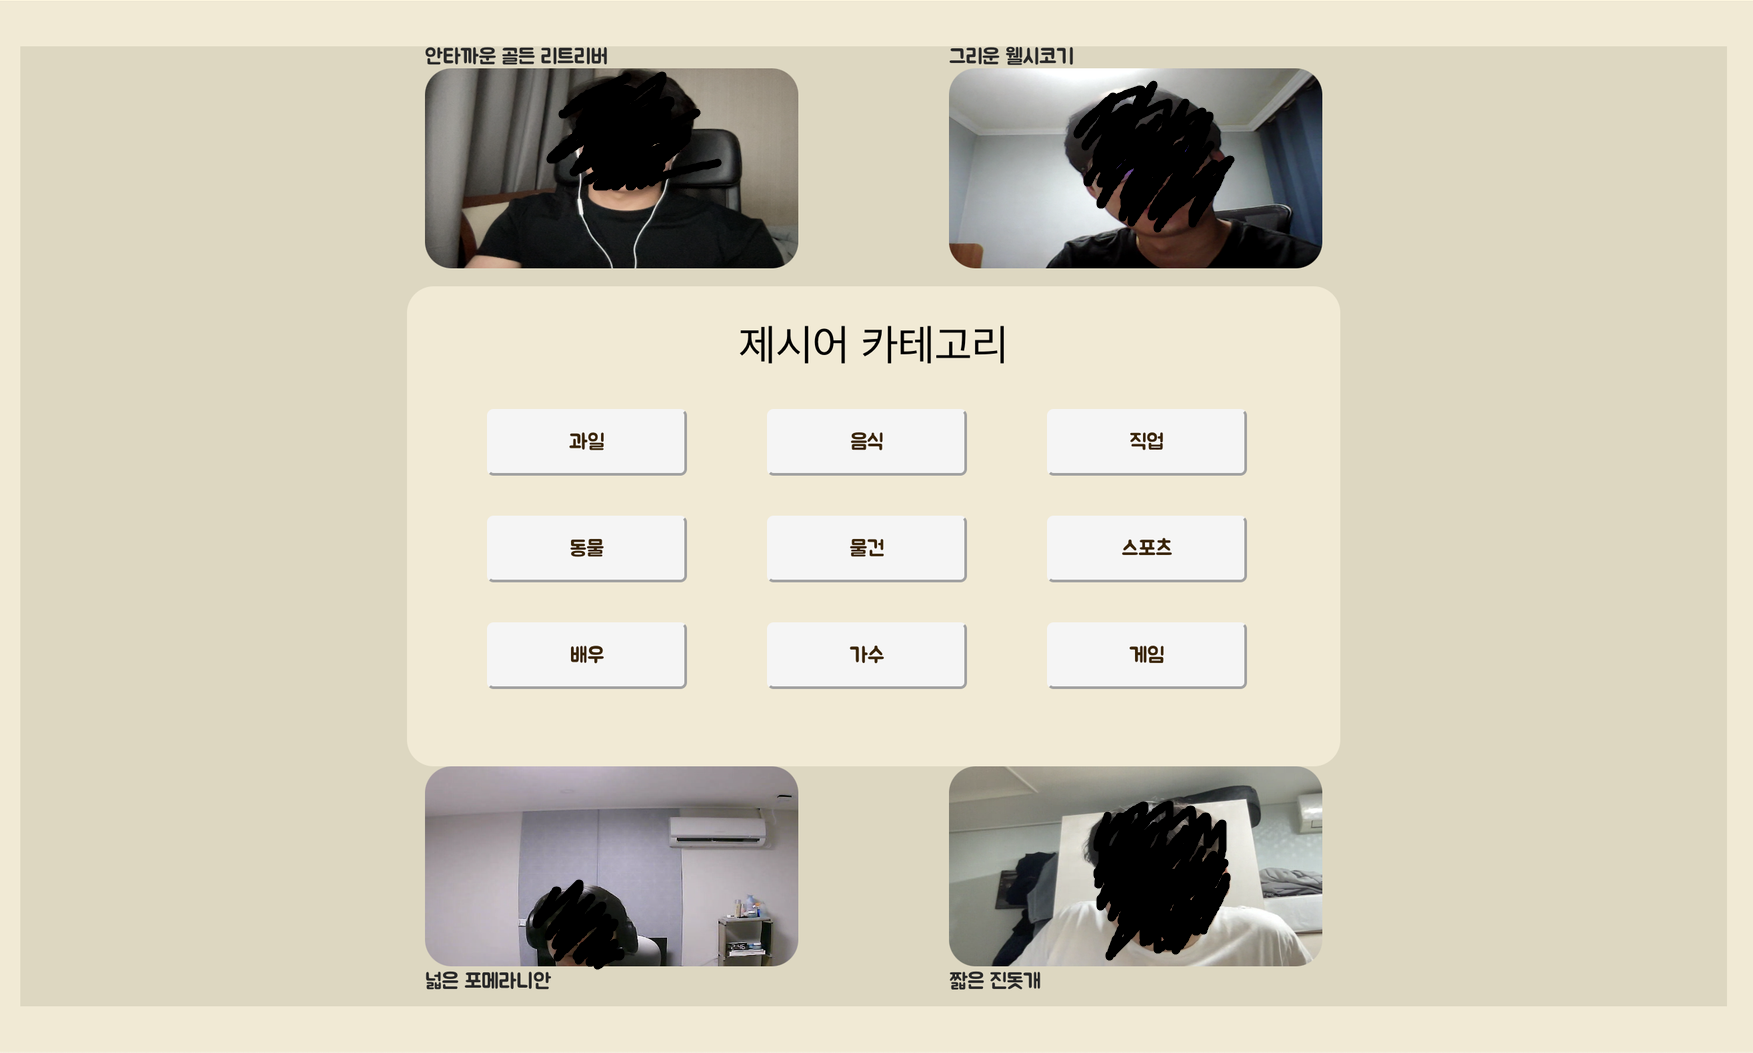 안타까운 골든 리트리버
그리운 웰시코기
제시어 카테고리
과일
음식
직업
동물
물건
스포츠
배우
가수
게임
넓은 포메라니안
짧은 진돗개